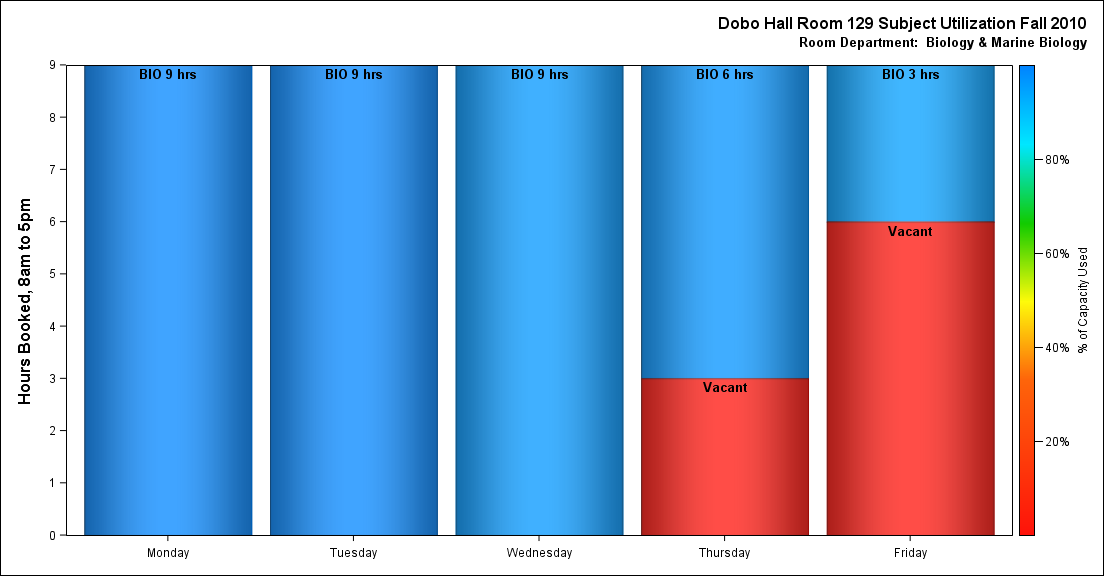 Dobo Hall Room 129 Subject Utilization Fall 2010
Room Department:  Biology & Marine Biology
Hours Booked, 8am to 5pm
9
8
7
6
5
4
3
2
1
0
BIO 9 hrs
BIO 9 hrs
BIO 9 hrs
BIO 6 hrs
BIO 3 hrs
Vacant
Vacant
Monday
Tuesday
Wednesday
Thursday
Friday
80%
60%
40%
20%
% of Capacity Used